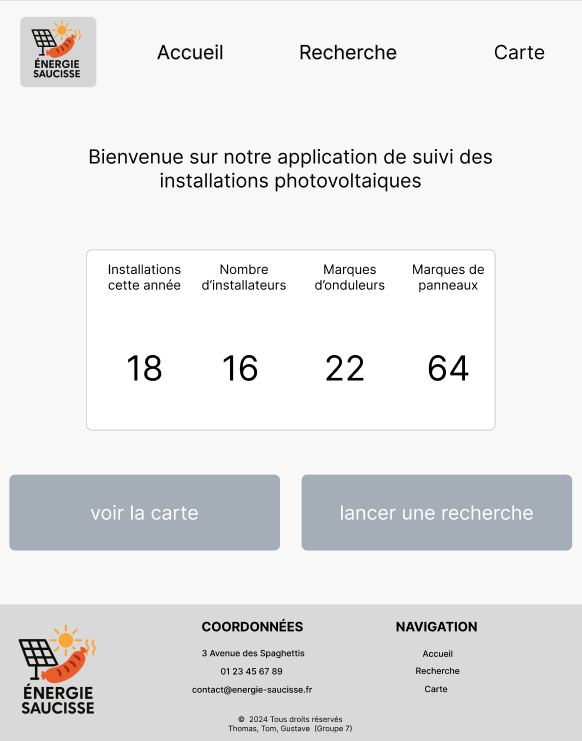 ÉNERGIE
SAUCISSE
Accueil
Recherche
Carte
Bienvenue sur notre application de suivi des
installations photovoltaiques
Installations
cette année
Nombre
d’installateurs
Marques
d’onduleurs
Marques de
panneaux
18
16
22
64
voir la carte
lancer une recherche
ÉNERGIE
SAUCISSE
COORDONNÉES
3 Avenue des Spaghettis
01 23 45 67 89
contact@energie-saucisse.fr
NAVIGATION
Accueil
Recherche
Carte
© 2024 Tous droits réservés
Thomas, Tom, Gustave (Groupe 7)